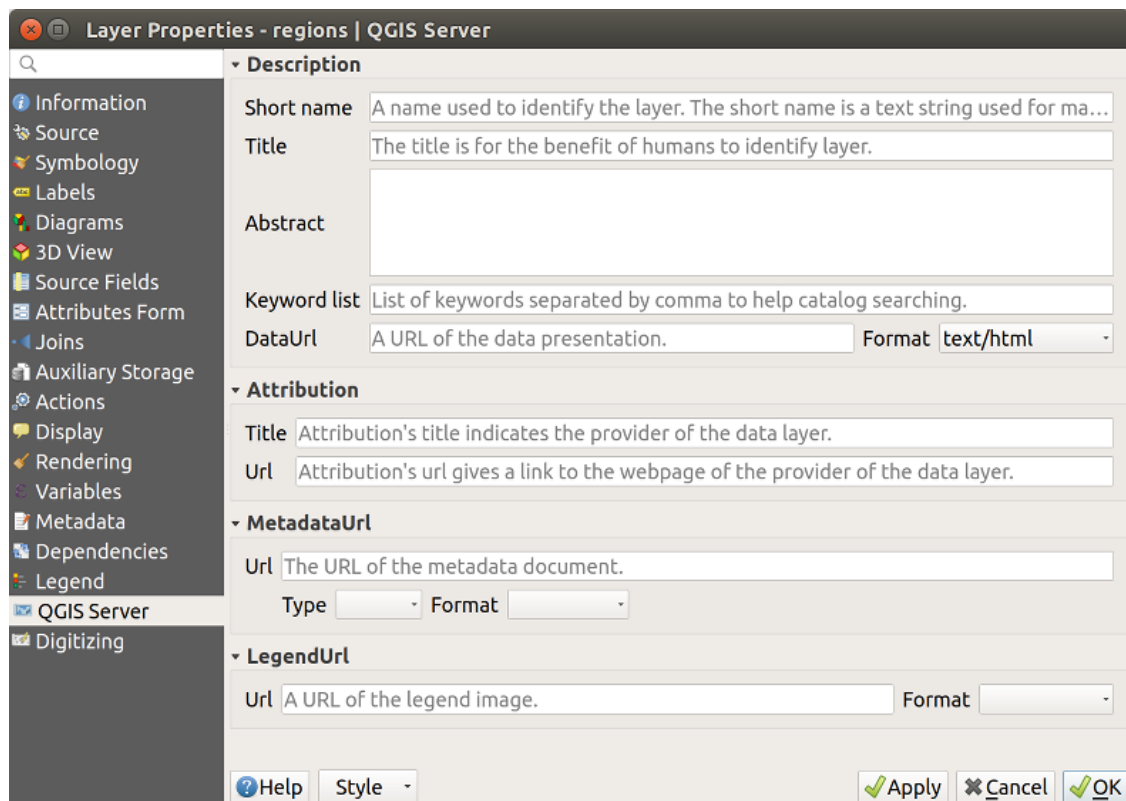 Layer Properties - regions | QGIS Server
Information
Source
Symbology
Labels
Diagrams
3D View
Source Fields
Attributes Form
Joins
Auxiliary Storage
Actions
Display
Rendering
Variables
Metadata
Dependencies
Legend
QGIS Server
Digitizing
Description
Short name A name used to identify the layer. The short name is a text string used for ma...
Title The title is for the benefit of humans to identify layer.
Abstract
Keyword list List of keywords separated by comma to help catalog searching.
DataUrl A URL of the data presentation. Format text/html
Attribution
Title Attribution's title indicates the provider of the data layer.
Url Attribution's url gives a link to the webpage of the provider of the data layer.
MetadataUrl
Url The URL of the metadata document.
Type Format
LegendUrl
Url A URL of the legend image. Format
Help Style Apply Cancel OK